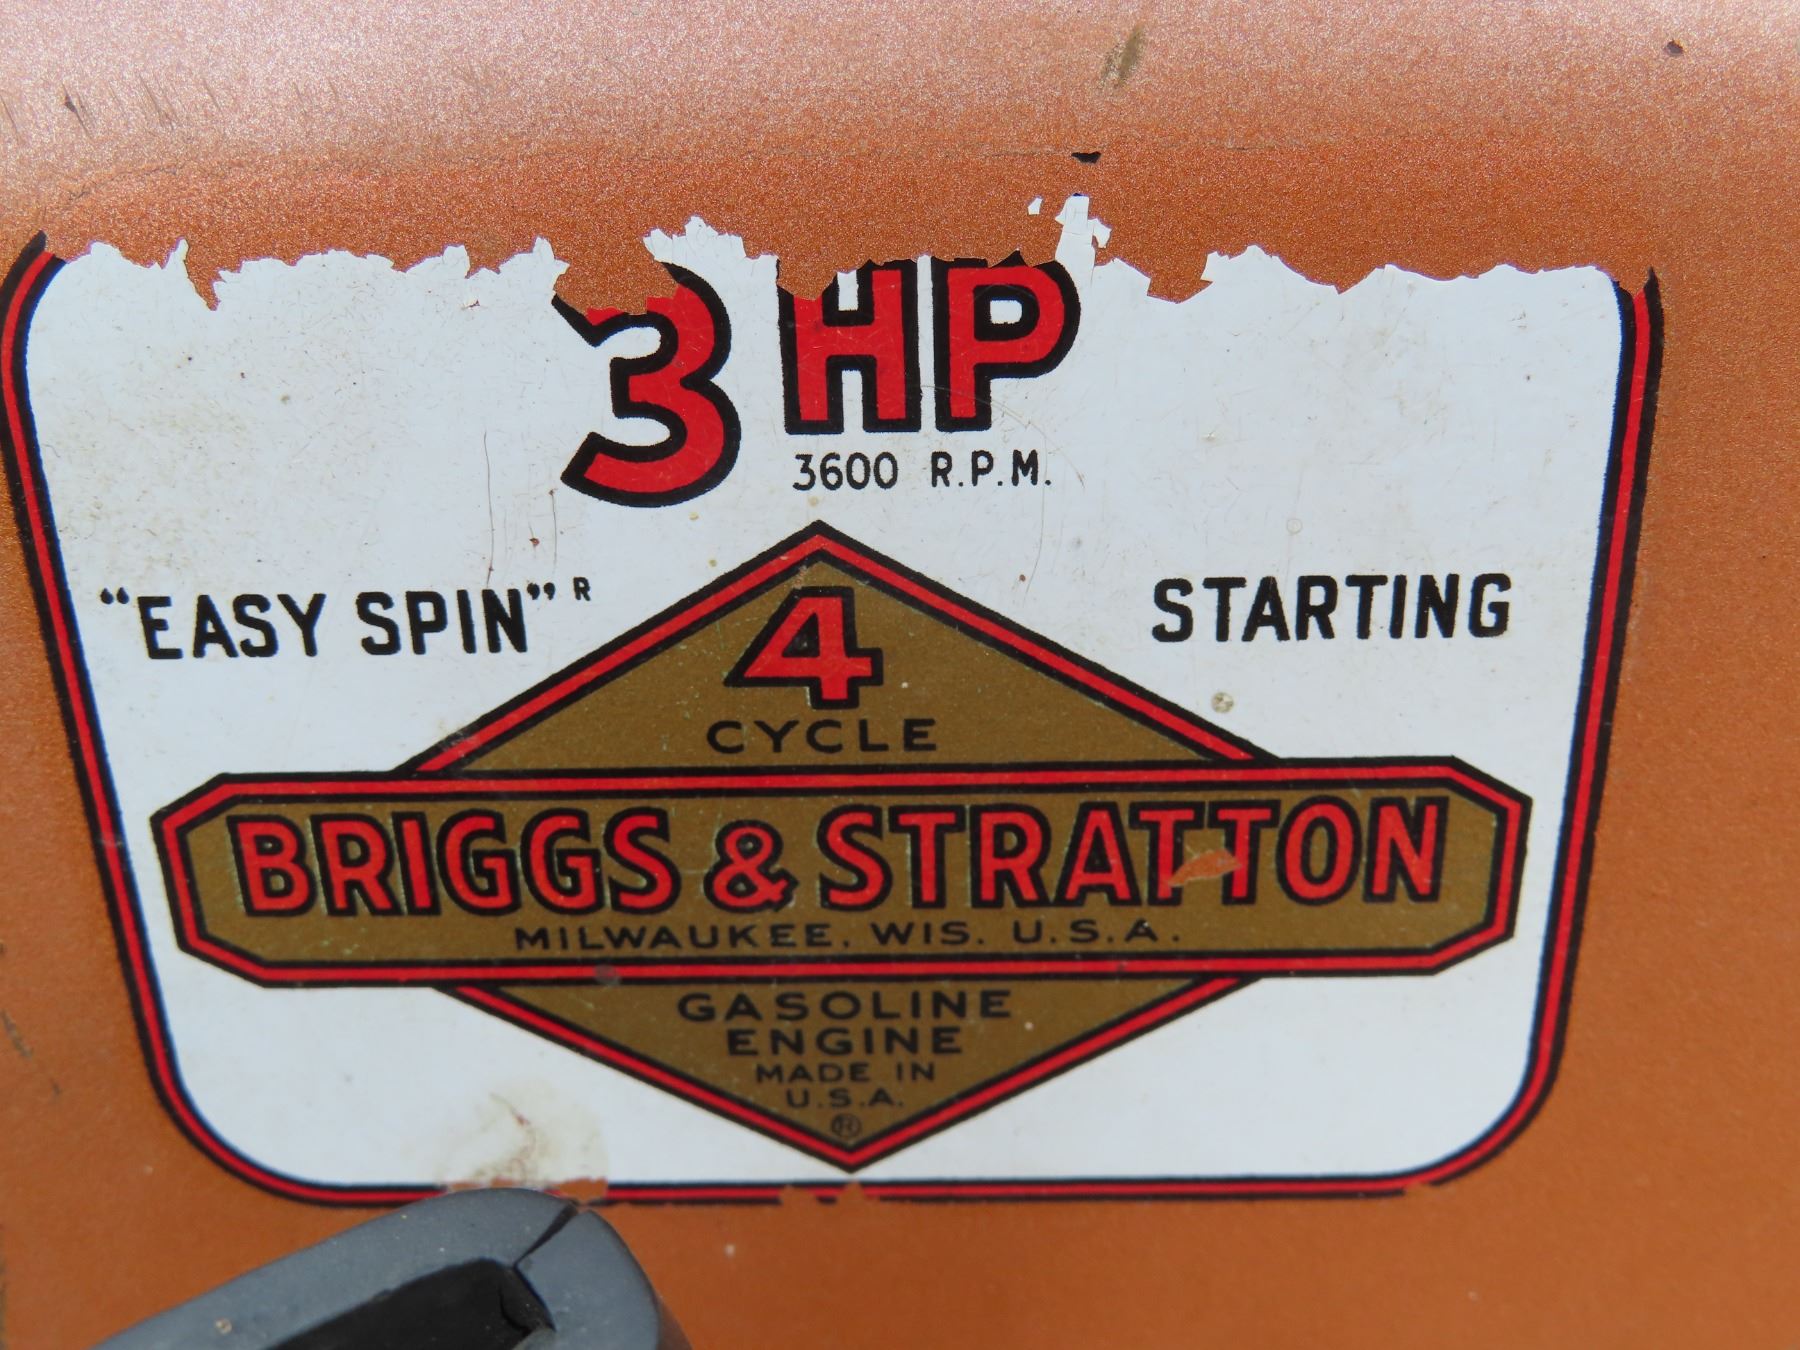 3 HP
3600 R.P.M.
"EASY SPIN" R STARTING
4
CYCLE
BRIGGS & STRATTON
MILWAUKEE. WIS. U.S.A.
GASOLINE
ENGINE
MADE IN
U.S.A.
®